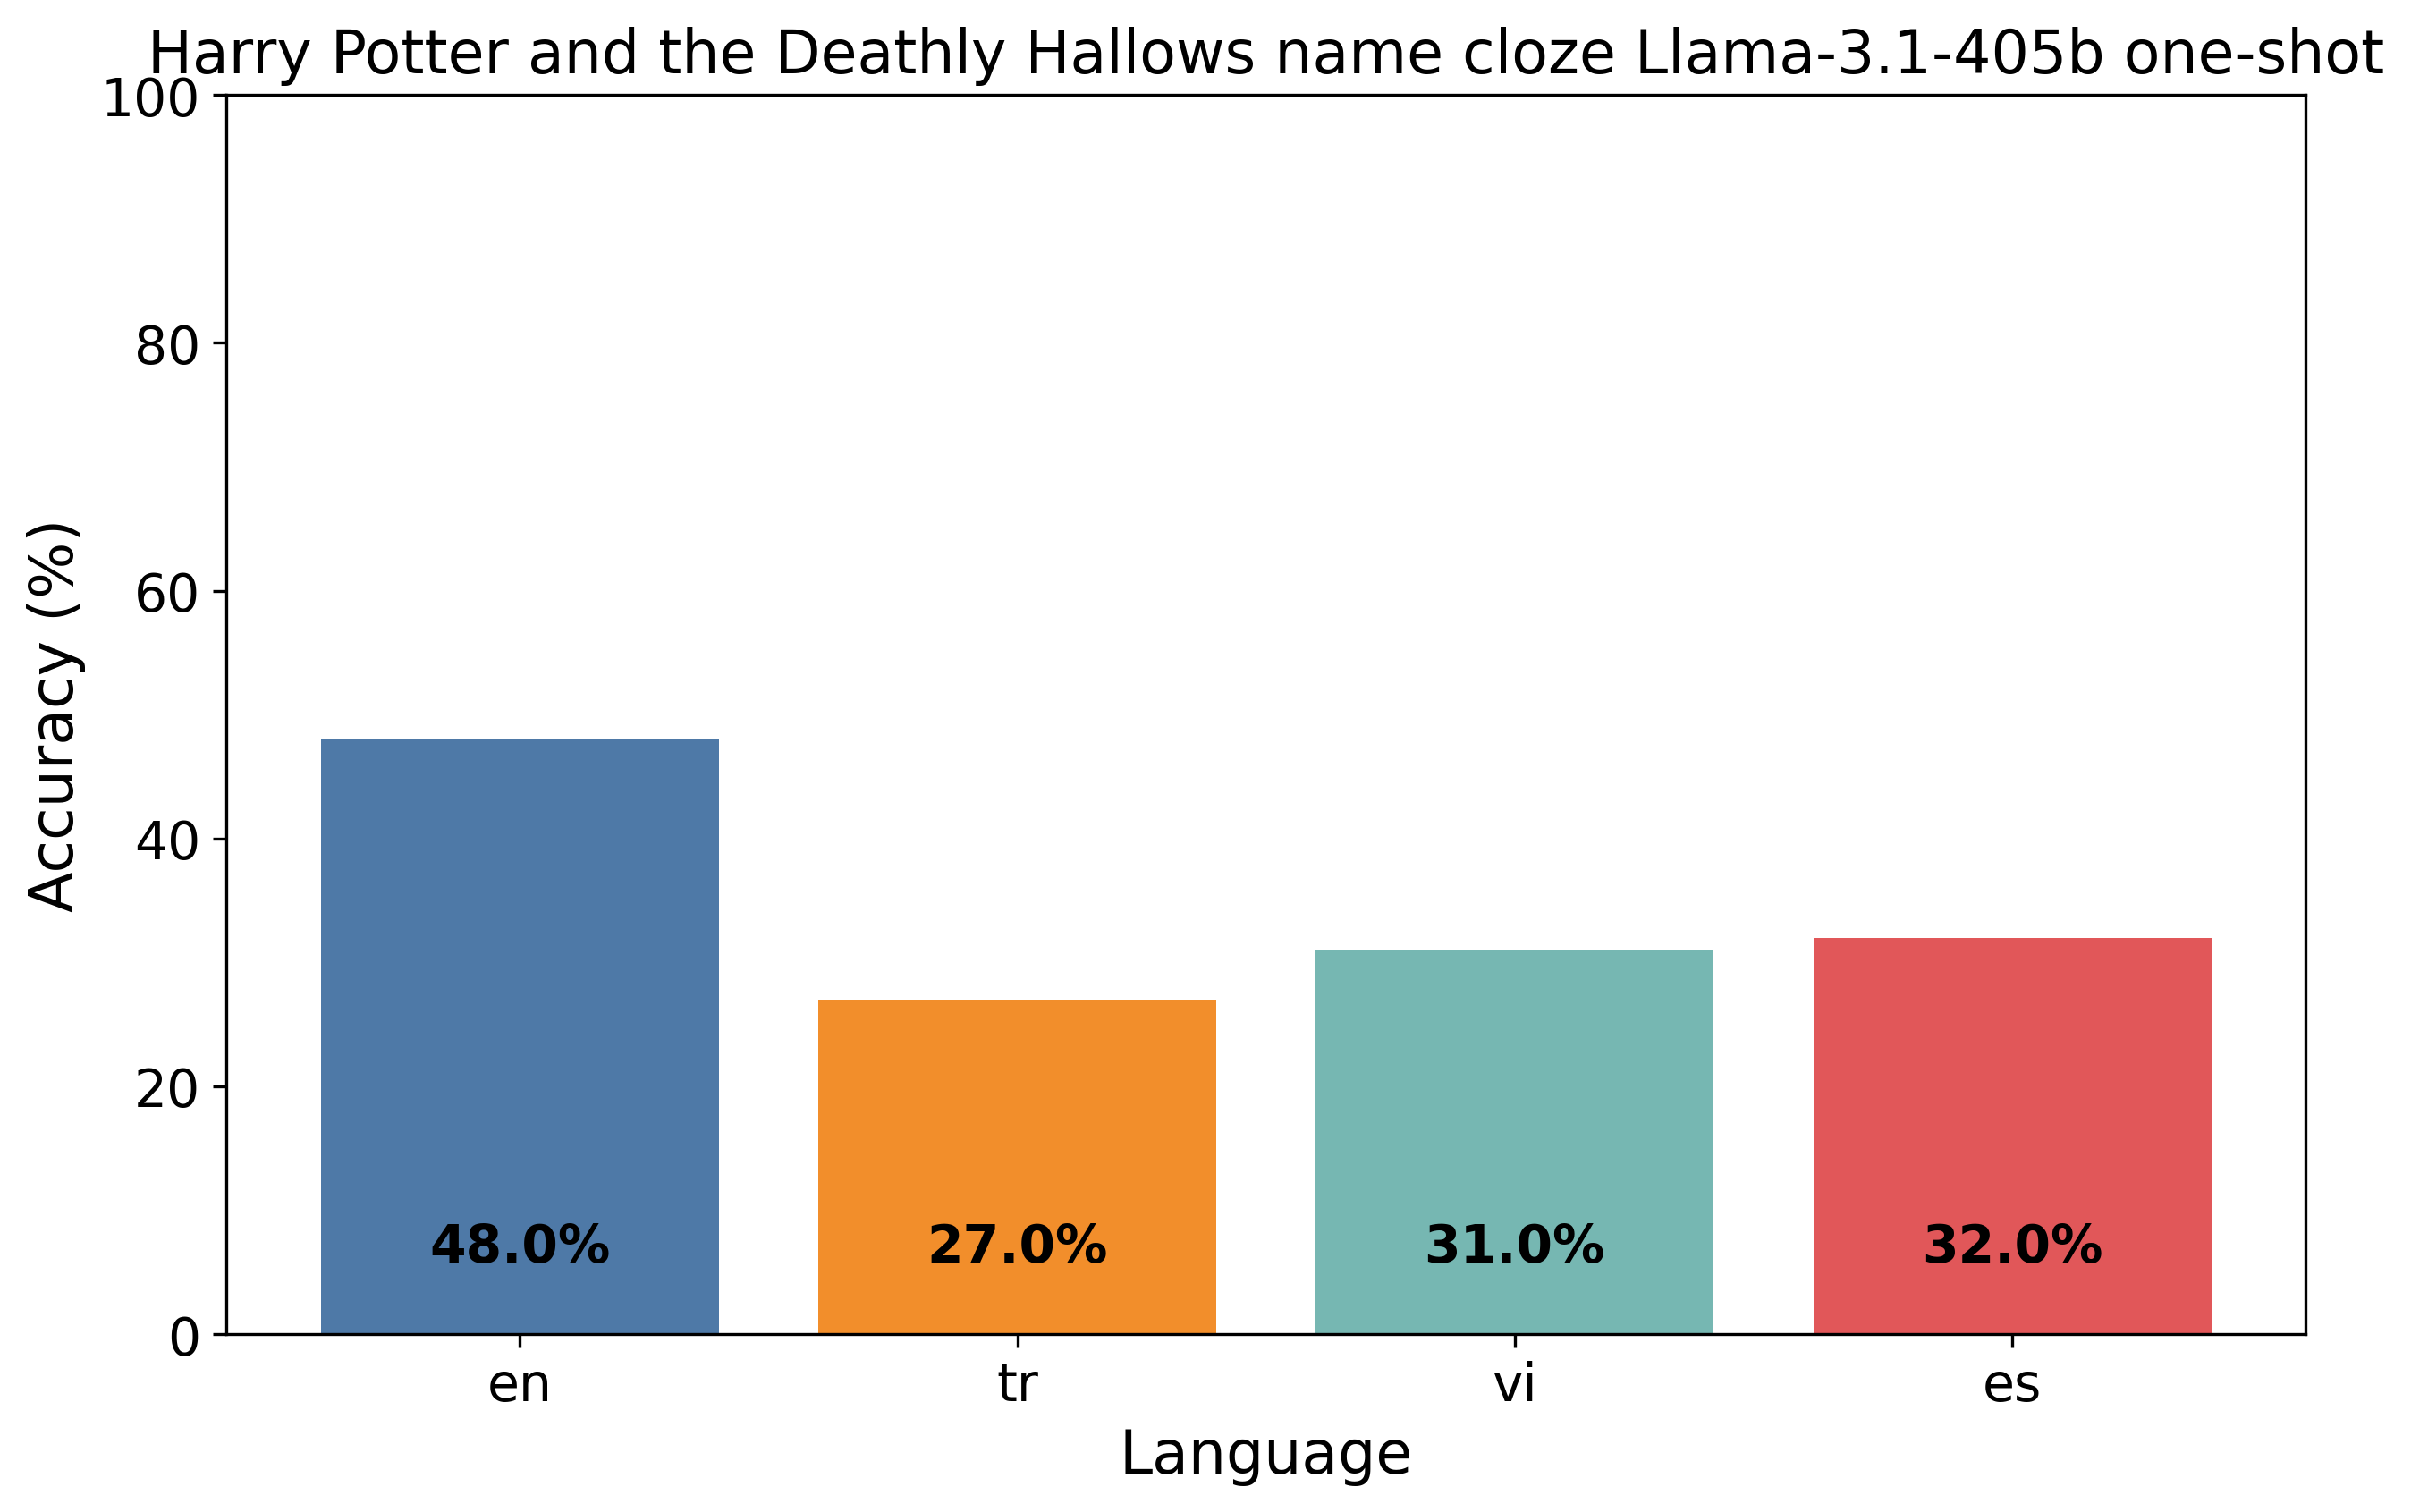 Harry Potter and the Deathly Hallows name cloze Llama-3.1-405b one-shot
100
80
60
40
20
0
Accuracy (%)
48.0%
27.0%
31.0%
32.0%
en
tr
vi
es
Language